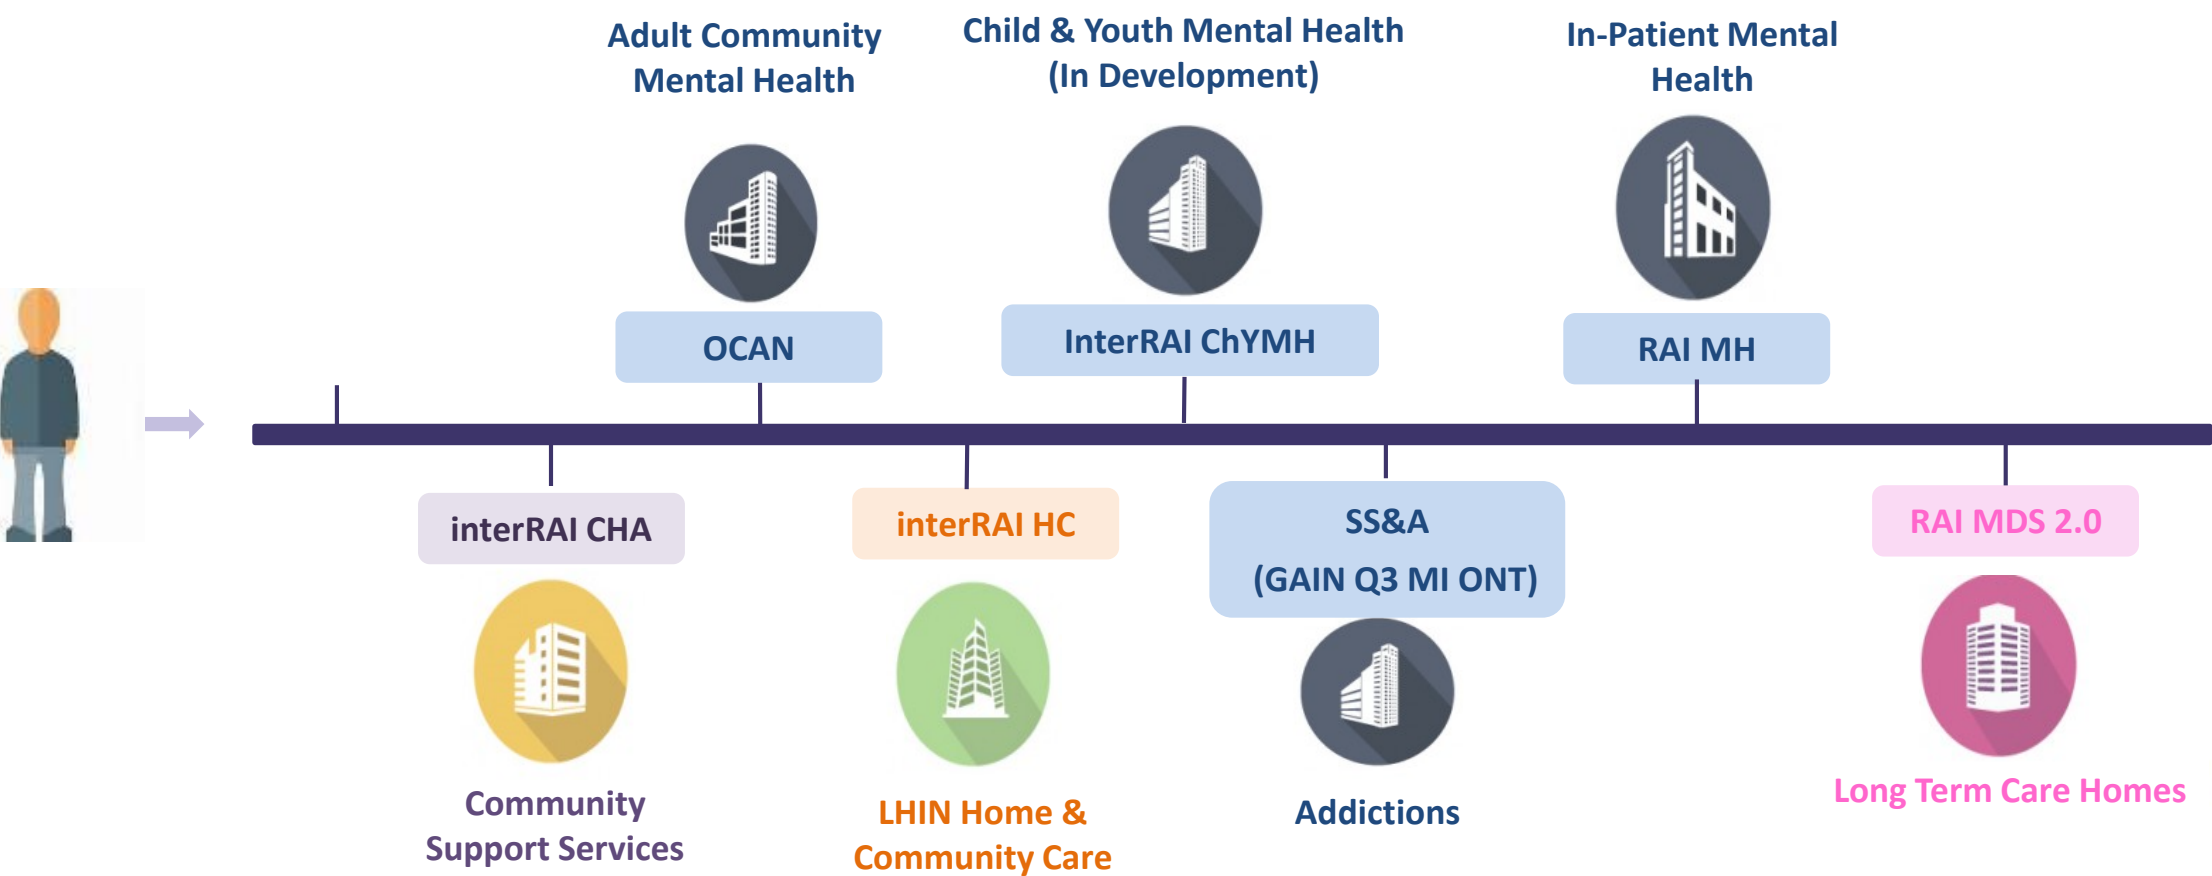 Adult Community
Mental Health
Child & Youth Mental Health
(In Development)
In-Patient Mental
Health
OCAN
InterRAI ChYMH
RAI MH
interRAI CHA
interRAI HC
SS&A
(GAIN Q3 MI ONT)
RAI MDS 2.0
Community
Support Services
LHIN Home &
Community Care
Addictions
Long Term Care Homes